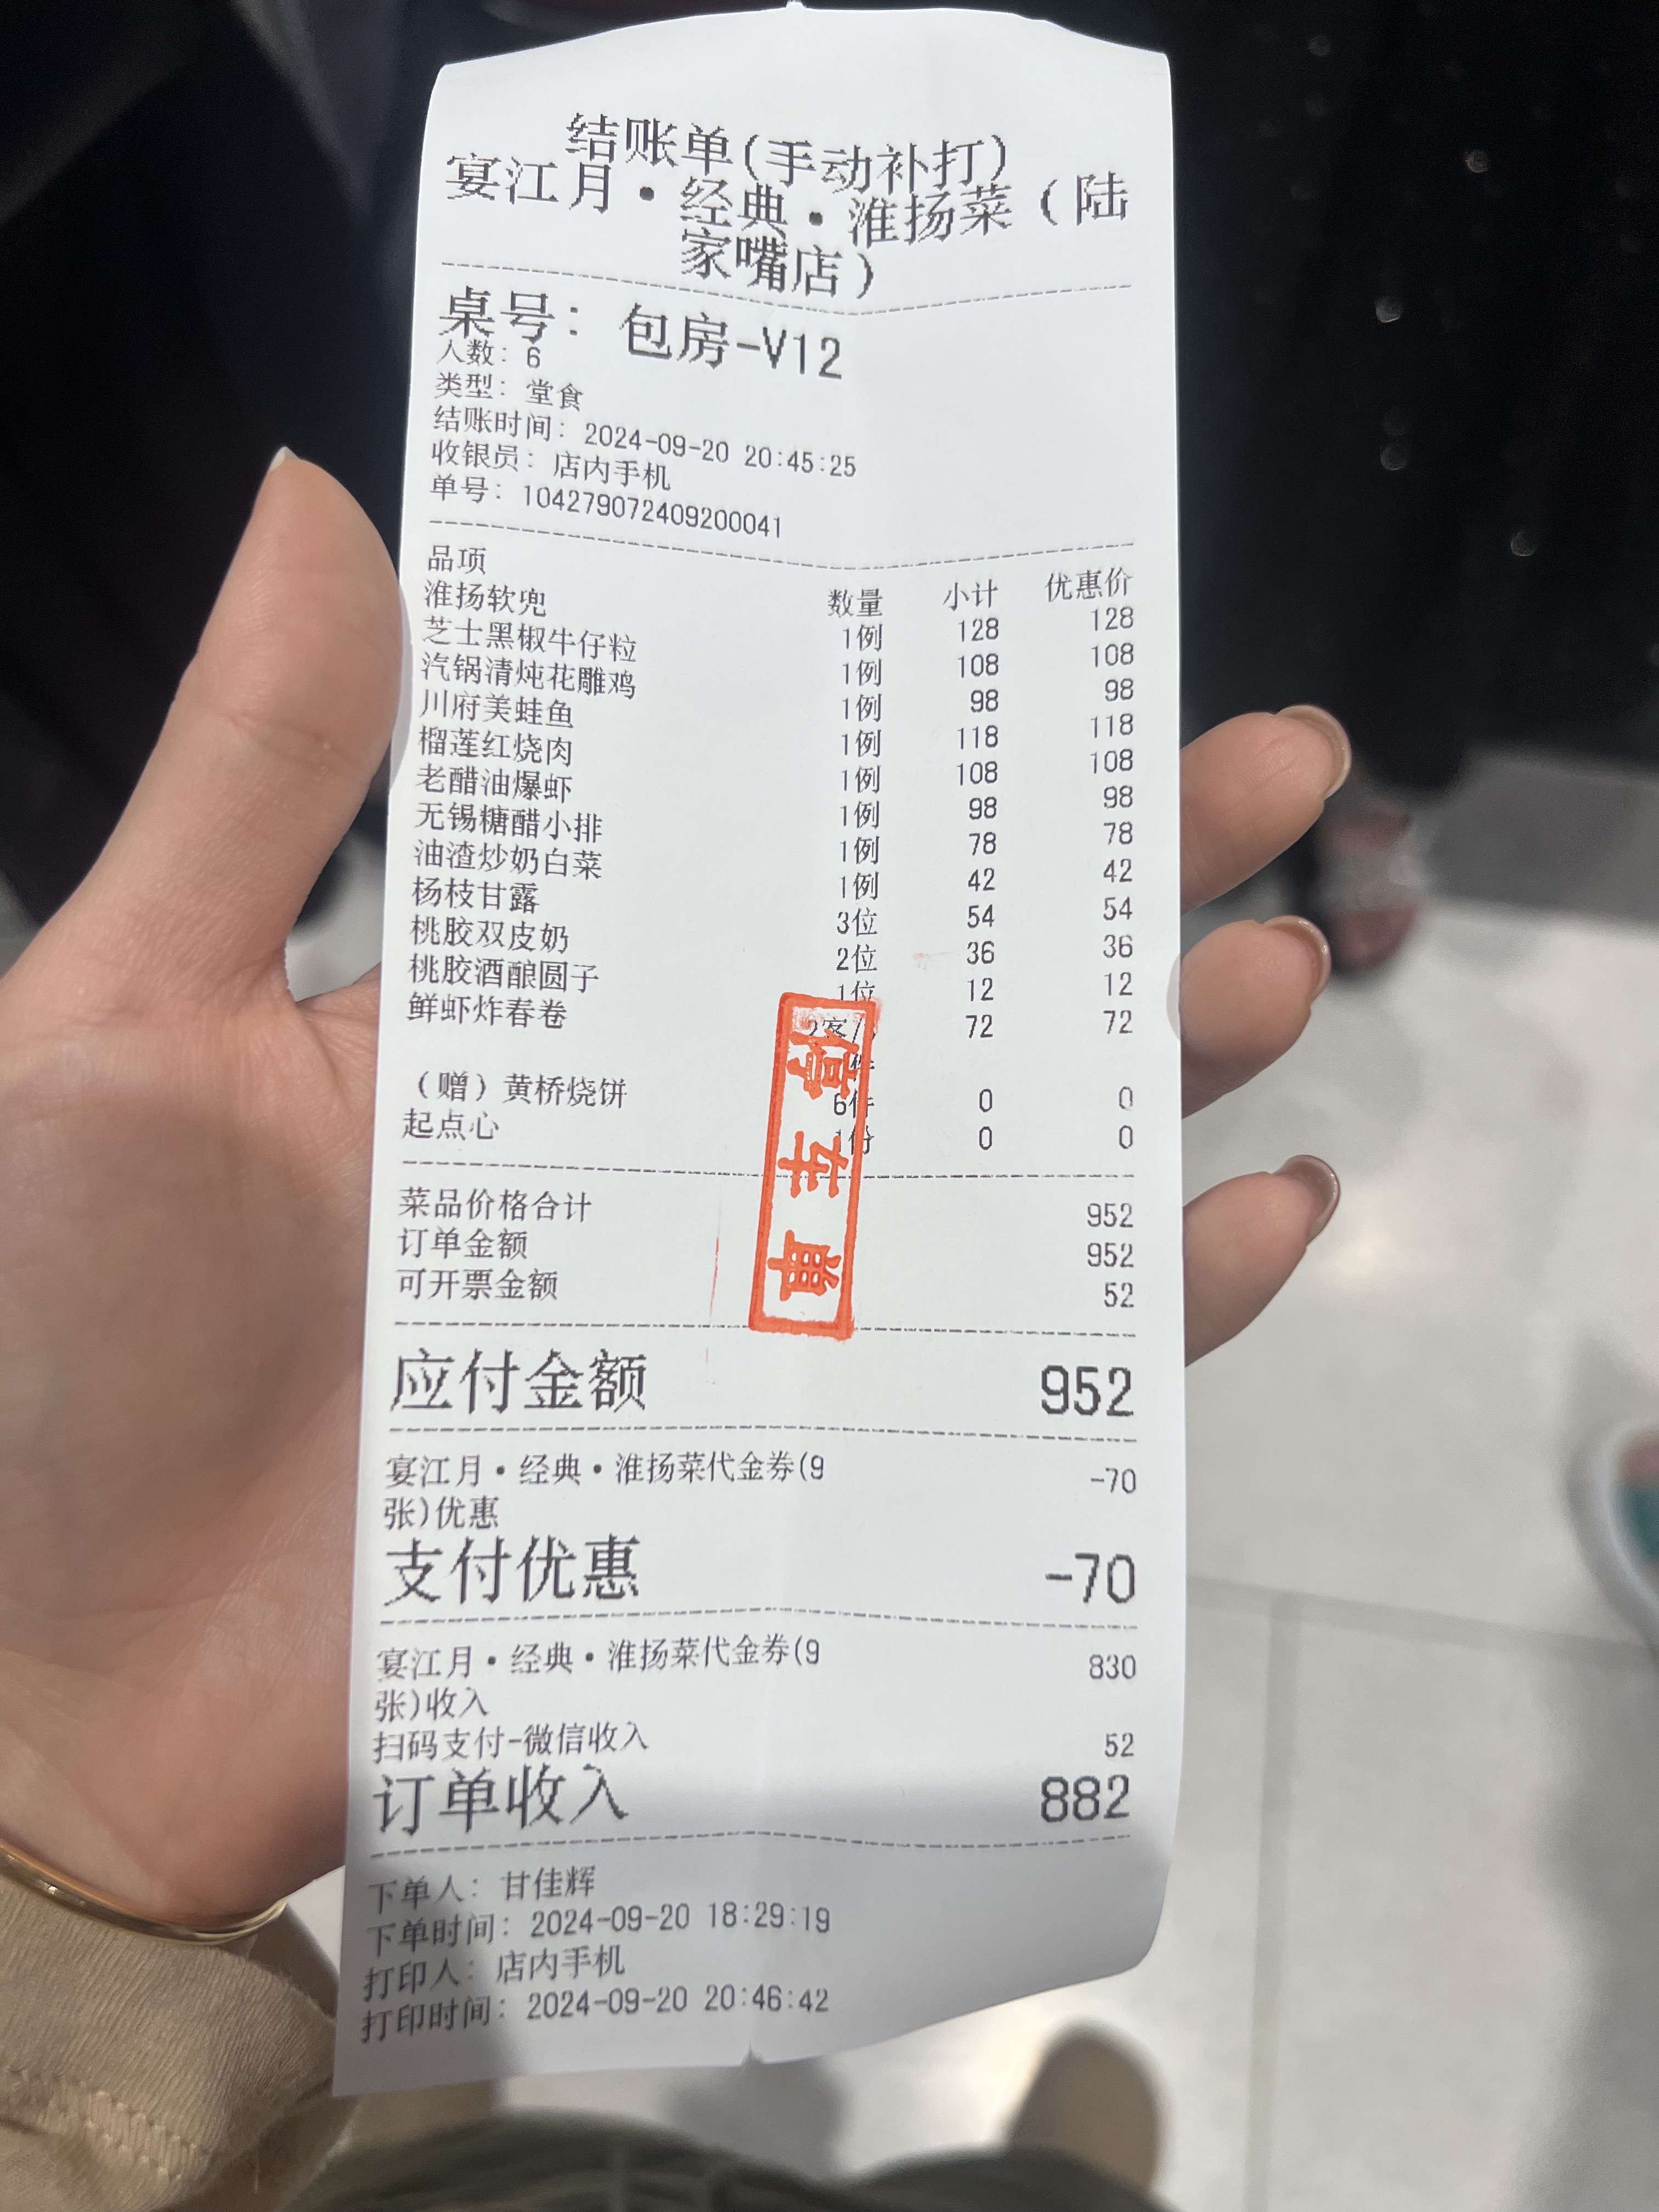 结账单(手动补打)
宴江月·经典·淮扬菜(陆
家嘴店)
桌号: 包房-V12
人数: 6
类型: 堂食
结账时间: 2024-09-20 20:45:25
收银员: 店内手机
单号: 104279072409200041
品项 数量 小计 优惠价
淮扬软兜 1例 128 128
芝士黑椒牛仔粒 1例 108 108
汽锅清炖花雕鸡 1例 98 98
川府美蛙鱼 1例 118 118
榴莲红烧肉 1例 108 108
老醋油爆虾 1例 98 98
无锡糖醋小排 1例 78 78
油渣炒奶白菜 1例 42 42
杨枝甘露 3位 54 54
桃胶双皮奶 2位 36 36
桃胶酒酿圆子 1位 12 12
鲜虾炸春卷 72 72
(赠)黄桥烧饼 6件 0 0
起点心 1份 0 0
停车单
菜品价格合计 952
订单金额 952
可开票金额 52
应付金额 952
宴江月·经典·淮扬菜代金券(9 -70
张)优惠
支付优惠 -70
宴江月·经典·淮扬菜代金券(9 830
张)收入
扫码支付-微信收入 52
订单收入 882
下单人: 甘佳辉
下单时间: 2024-09-20 18:29:19
打印人: 店内手机
打印时间: 2024-09-20 20:46:42